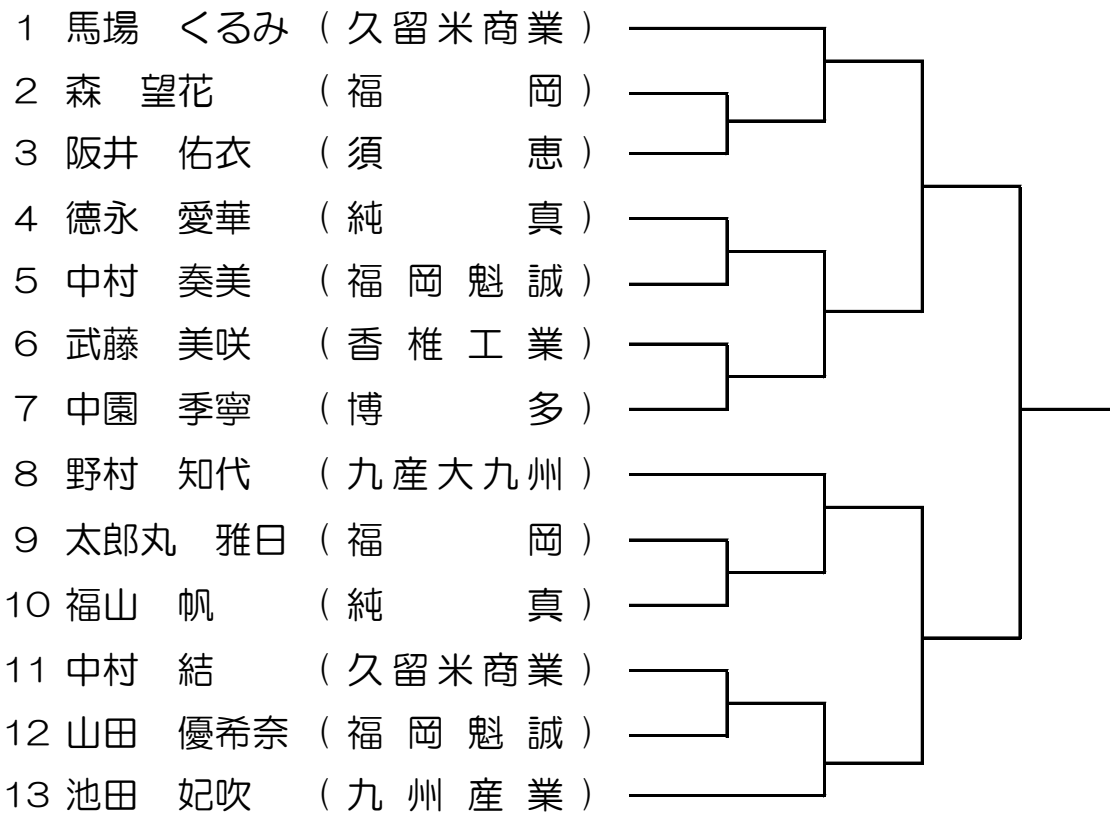 1 馬場 くるみ (久留米商業)
2 森 望花 (福岡)
3 阪井 佑衣 (須恵)
4 德永 愛華 (純真)
5 中村 奏美 (福岡魁誠)
6 武藤 美咲 (香椎工業)
7 中園 季寧 (博多)
8 野村 知代 (九産大九州)
9 太郎丸 雅日 (福岡)
10 福山 帆 (純真)
11 中村 結 (久留米商業)
12 山田 優希奈 (福岡魁誠)
13 池田 妃吹 (九州産業)